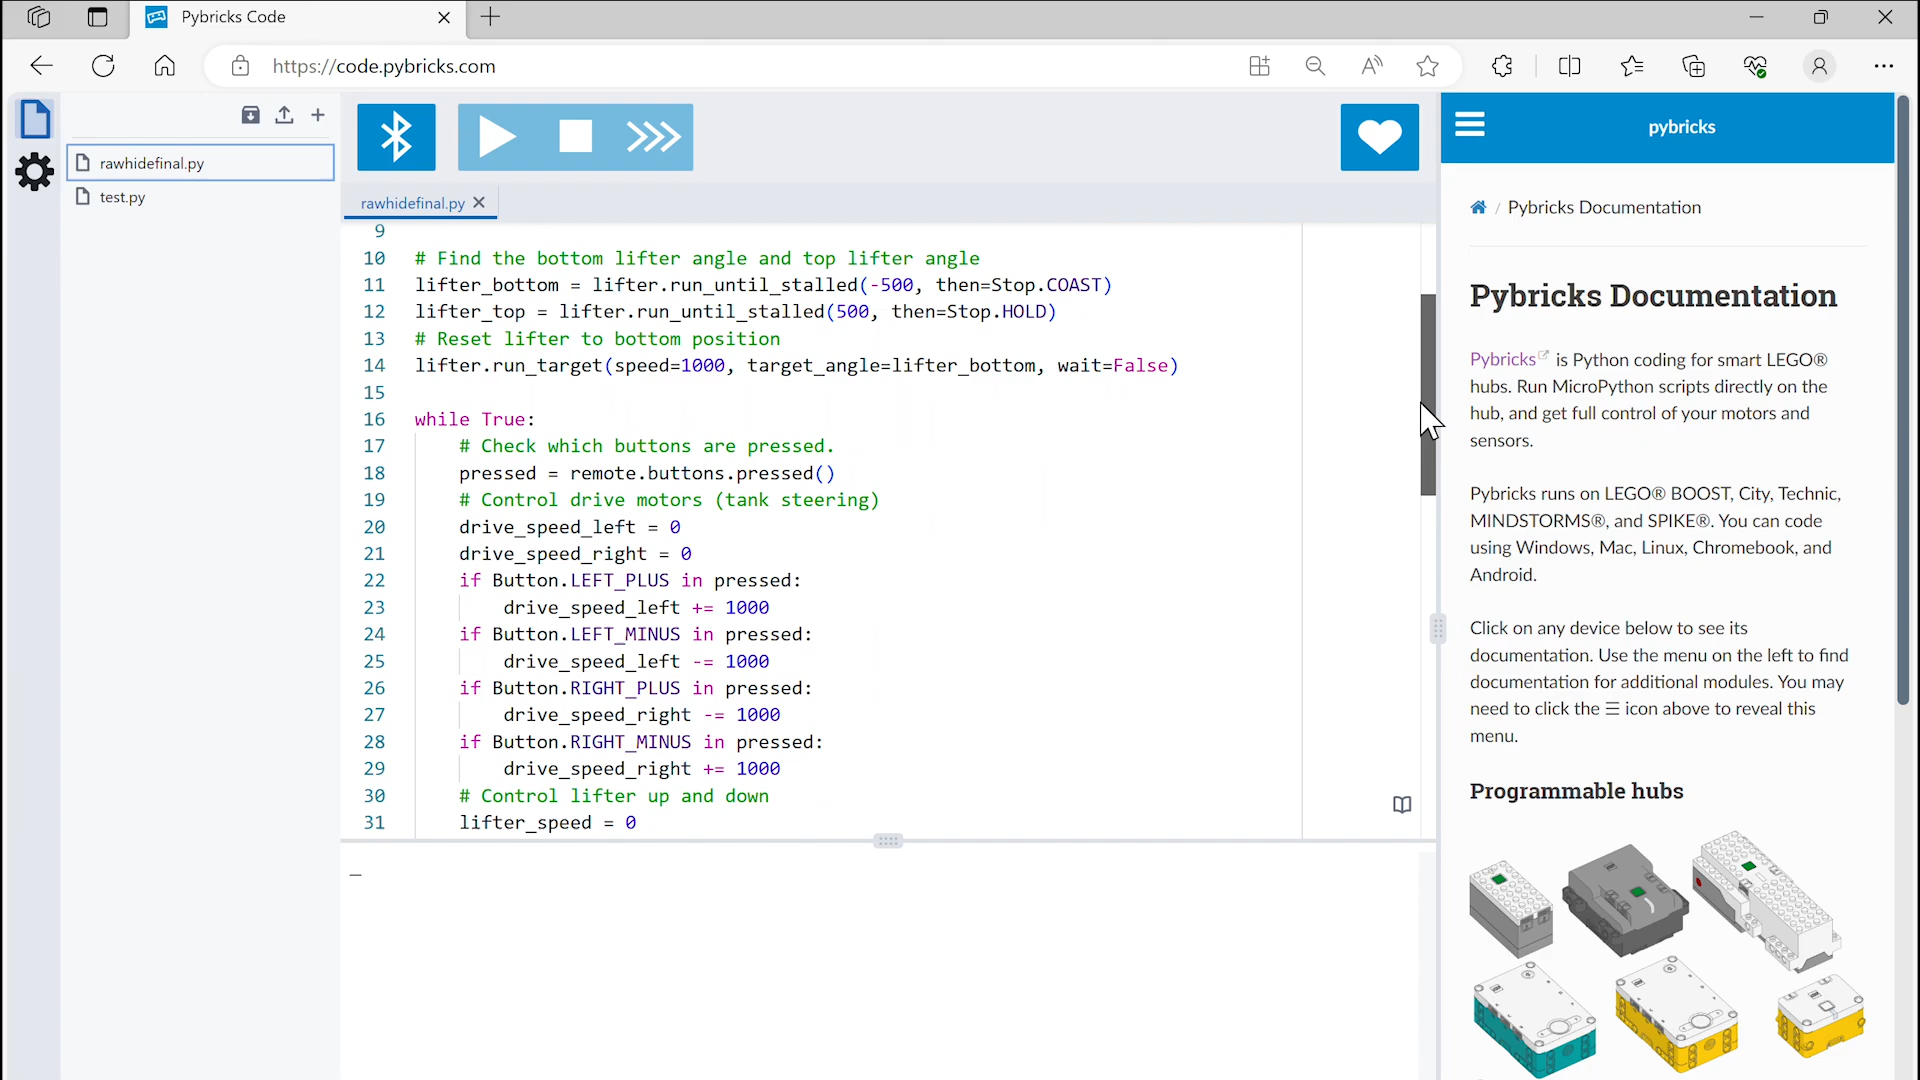 Pybricks Code
https://code.pybricks.com
rawhidefinal.py
test.py
rawhidefinal.py
9
10 # Find the bottom lifter angle and top lifter angle
11 lifter_bottom = lifter.run_until_stalled(-500, then=Stop.COAST)
12 lifter_top = lifter.run_until_stalled(500, then=Stop.HOLD)
13 # Reset lifter to bottom position
14 lifter.run_target(speed=1000, target_angle=lifter_bottom, wait=False)
15
16 while True:
17     # Check which buttons are pressed.
18     pressed = remote.buttons.pressed()
19     # Control drive motors (tank steering)
20     drive_speed_left = 0
21     drive_speed_right = 0
22     if Button.LEFT_PLUS in pressed:
23         drive_speed_left += 1000
24     if Button.LEFT_MINUS in pressed:
25         drive_speed_left -= 1000
26     if Button.RIGHT_PLUS in pressed:
27         drive_speed_right -= 1000
28     if Button.RIGHT_MINUS in pressed:
29         drive_speed_right += 1000
30     # Control lifter up and down
31     lifter_speed = 0
pybricks
/ Pybricks Documentation
Pybricks Documentation
Pybricks is Python coding for smart LEGO®
hubs. Run MicroPython scripts directly on the
hub, and get full control of your motors and
sensors.
Pybricks runs on LEGO® BOOST, City, Technic,
MINDSTORMS®, and SPIKE®. You can code
using Windows, Mac, Linux, Chromebook, and
Android.
Click on any device below to see its
documentation. Use the menu on the left to find
documentation for additional modules. You may
need to click the ☰ icon above to reveal this
menu.
Programmable hubs